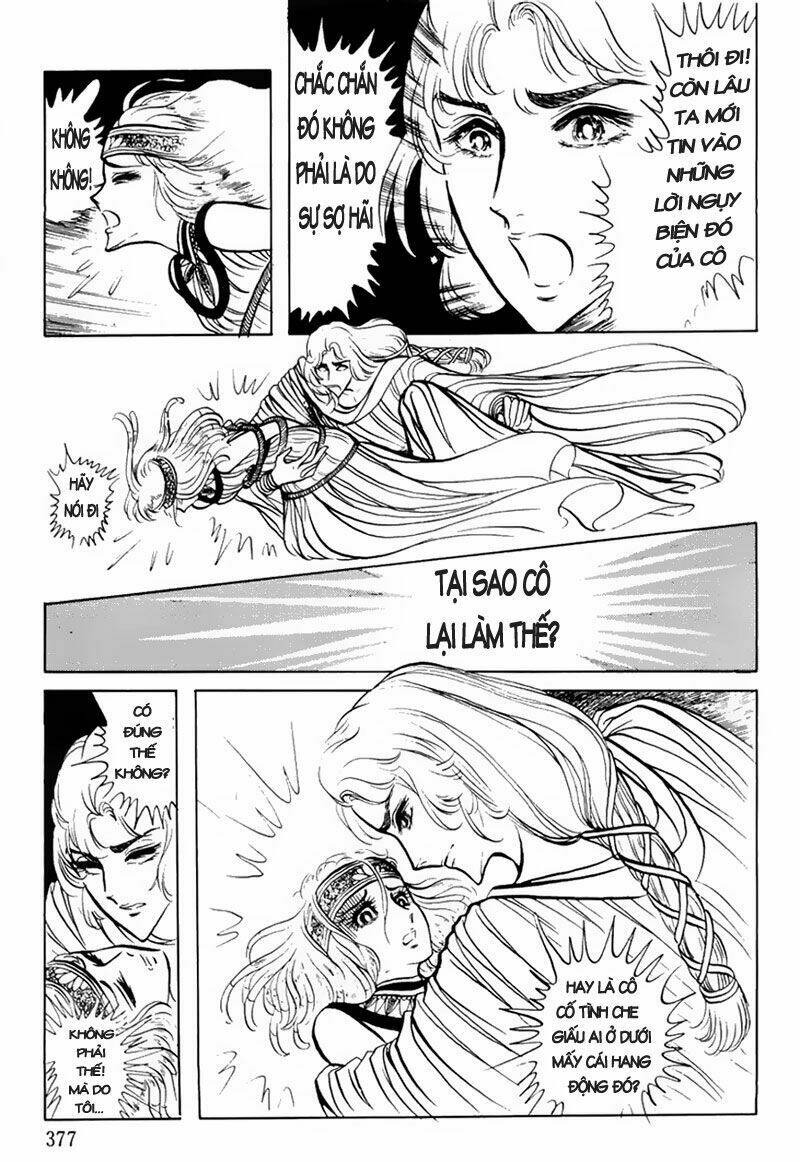 THÔI ĐI!
CÒN LÂU
TA MỚI
TIN VÀO
NHỮNG
LỜI NGỤY
BIỆN ĐÓ
CỦA CÔ
CHẮC CHẮN
ĐÓ KHÔNG
PHẢI LÀ DO
SỰ SỢ HÃI
KHÔNG
KHÔNG!
HÃY
NÓI ĐI
TẠI SAO CÔ
LẠI LÀM THẾ?
HAY LÀ CÔ
CỐ TÌNH CHE
GIẤU AI Ở DƯỚI
MẤY CÁI HANG
ĐỘNG ĐÓ?
CÓ
ĐÚNG
THẾ
KHÔNG?
KHÔNG
PHẢI
THẾ!
MÀ DO
TÔI...
377